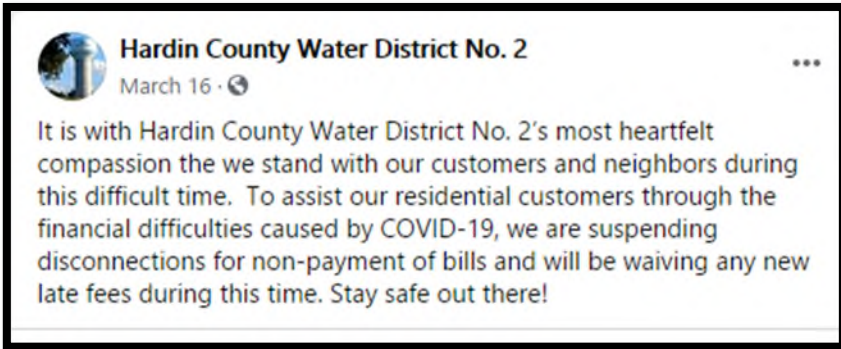 Hardin County Water District No. 2
March 16 ·
It is with Hardin County Water District No. 2's most heartfelt
compassion the we stand with our customers and neighbors during
this difficult time.  To assist our residential customers through the
financial difficulties caused by COVID-19, we are suspending
disconnections for non-payment of bills and will be waiving any new
late fees during this time. Stay safe out there!